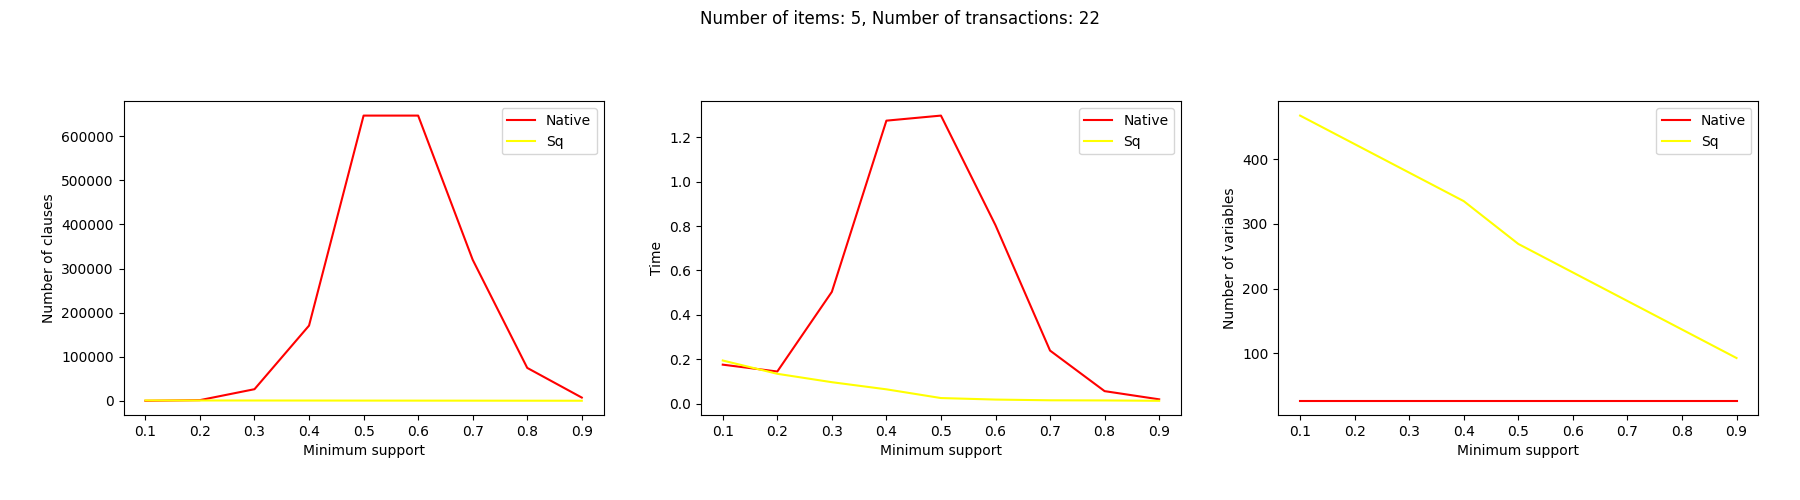 Number of items: 5, Number of transactions: 22
Number of clauses
600000
500000
400000
300000
200000
100000
0
0.1 0.2 0.3 0.4 0.5 0.6 0.7 0.8 0.9
Minimum support
Native
Sq
Time
1.2
1.0
0.8
0.6
0.4
0.2
0.0
0.1 0.2 0.3 0.4 0.5 0.6 0.7 0.8 0.9
Minimum support
Native
Sq
Number of variables
400
300
200
100
0.1 0.2 0.3 0.4 0.5 0.6 0.7 0.8 0.9
Minimum support
Native
Sq